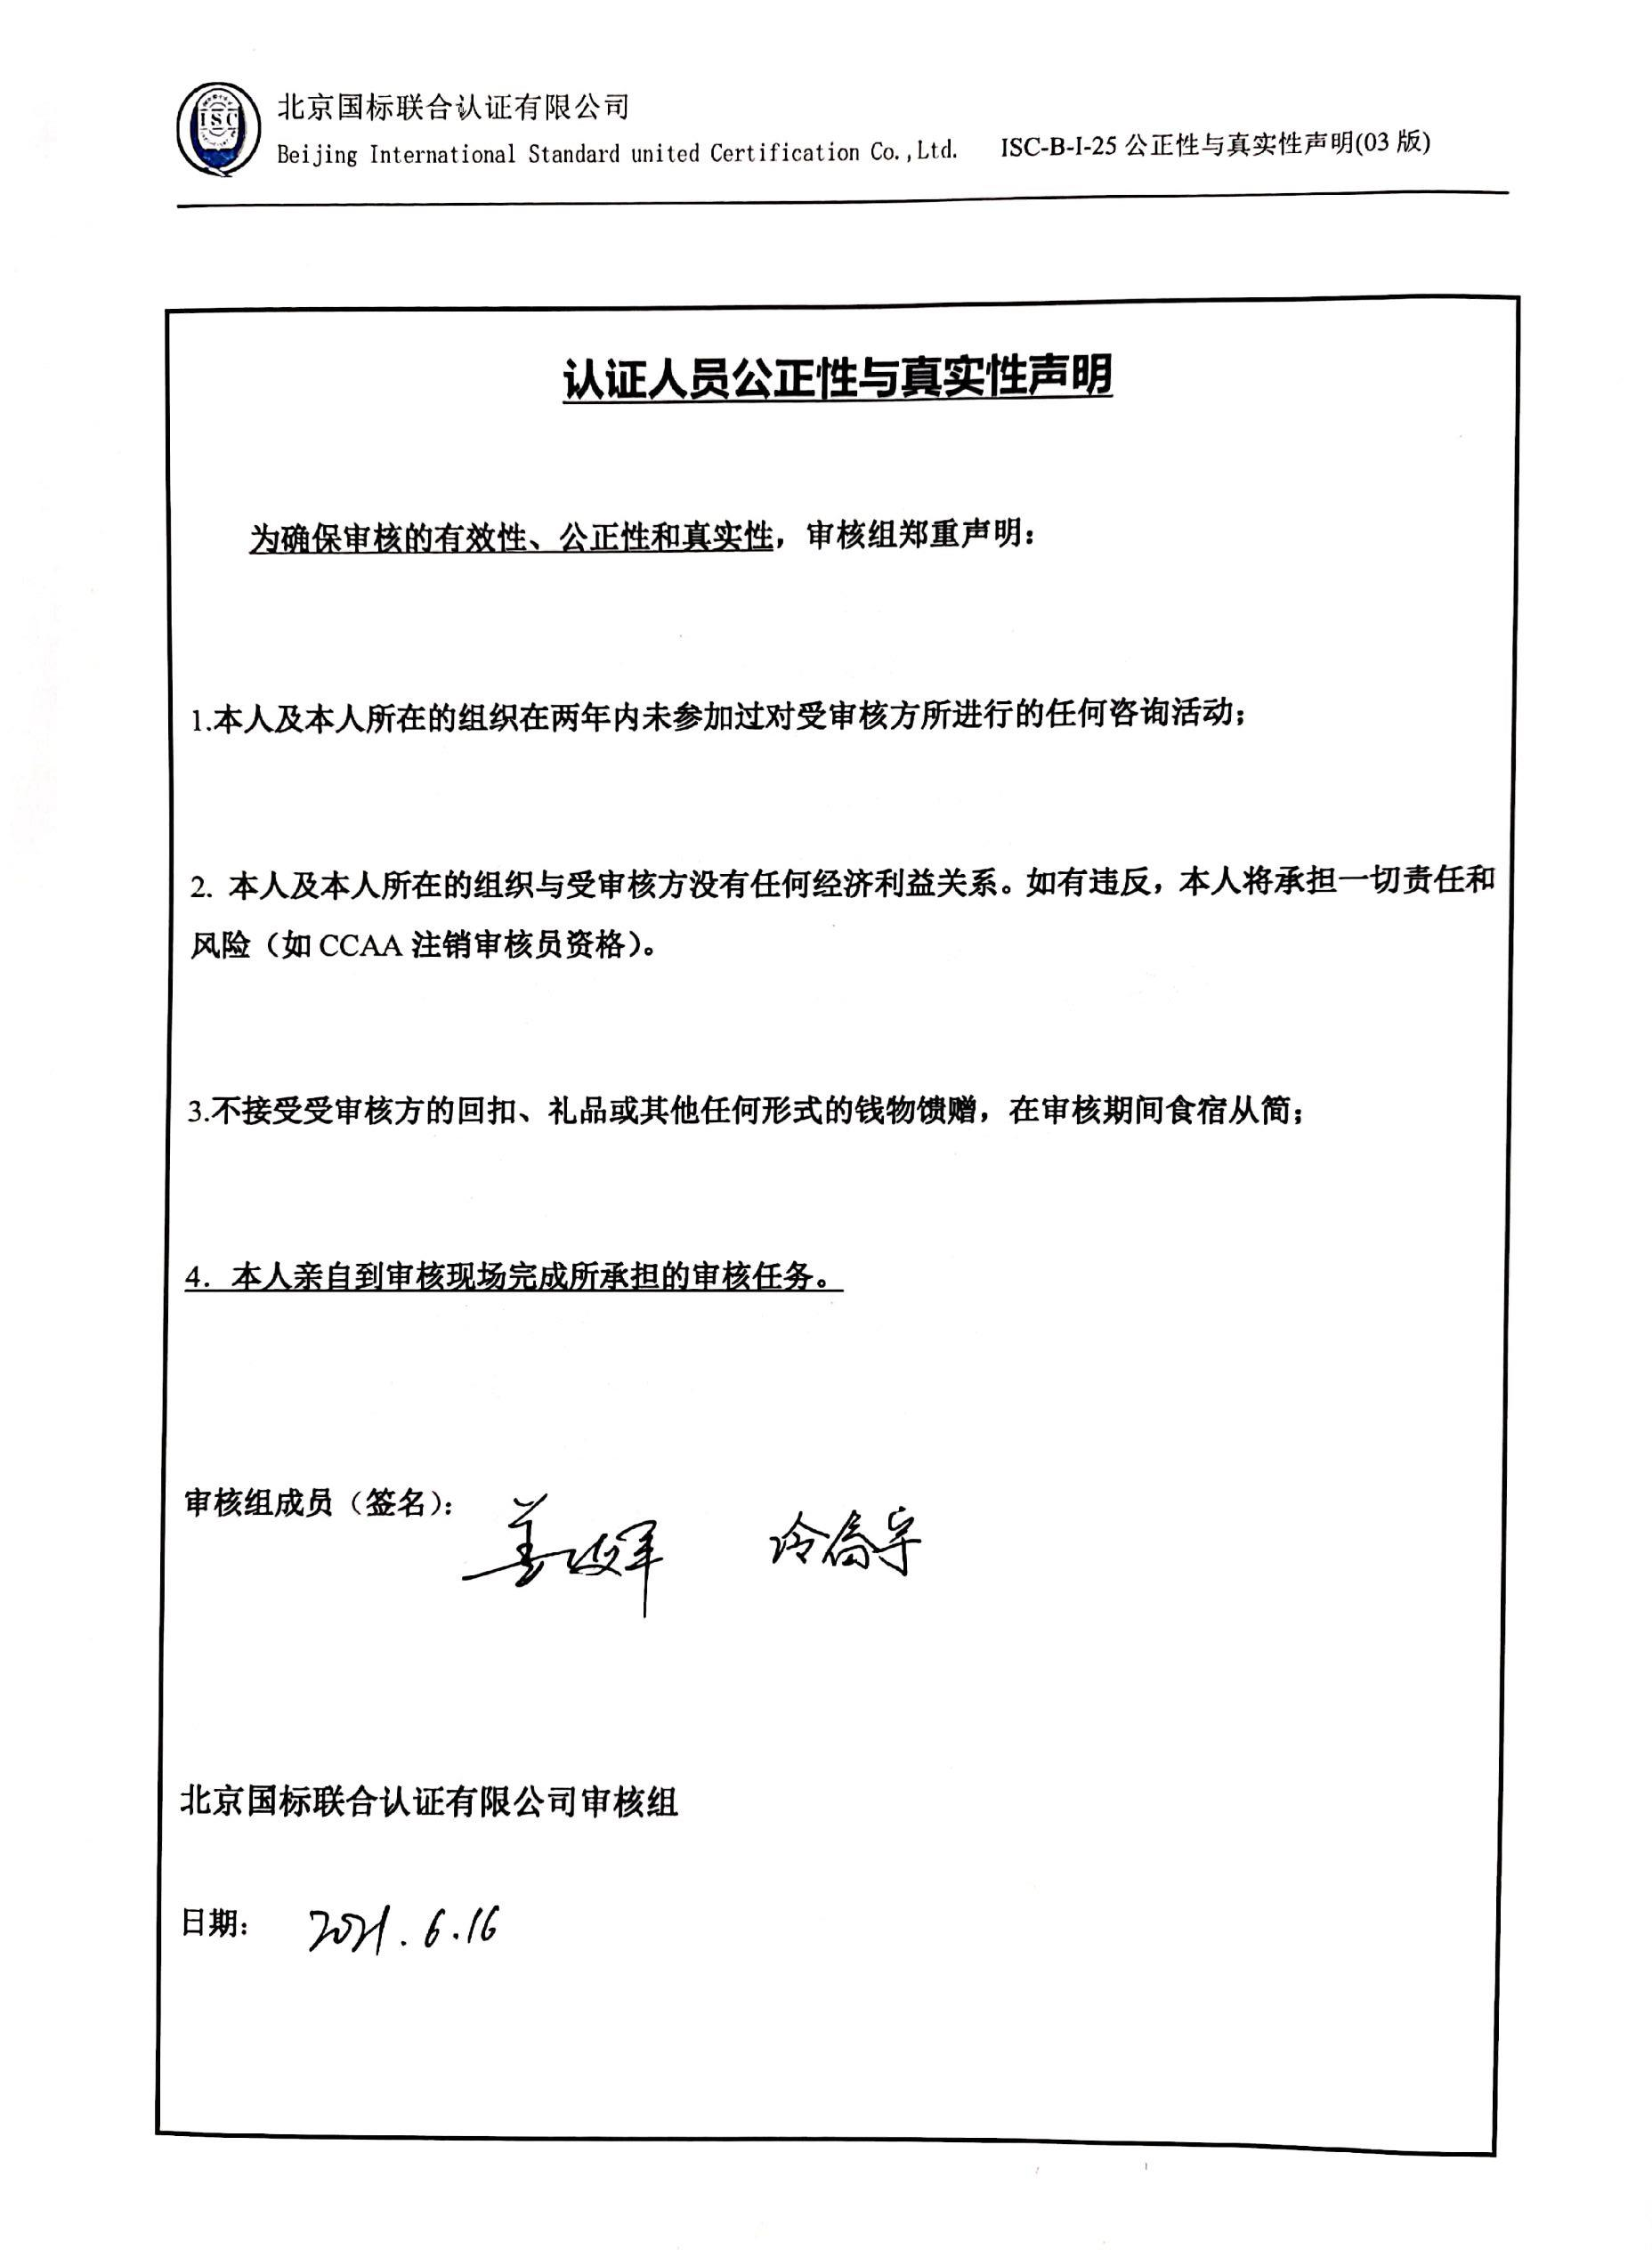 ISC
北京国标联合认证有限公司
Beijing International Standard united Certification Co.,Ltd. ISC-B-I-25 公正性与真实性声明(03 版)
认证人员公正性与真实性声明
为确保审核的有效性、公正性和真实性，审核组郑重声明：
1.本人及本人所在的组织在两年内未参加过对受审核方所进行的任何咨询活动；
2. 本人及本人所在的组织与受审核方没有任何经济利益关系。如有违反，本人将承担一切责任和
风险（如 CCAA 注销审核员资格）。
3.不接受受审核方的回扣、礼品或其他任何形式的钱物馈赠，在审核期间食宿从简；
4. 本人亲自到审核现场完成所承担的审核任务。
审核组成员（签名）：
北京国标联合认证有限公司审核组
日期： 2021.6.16